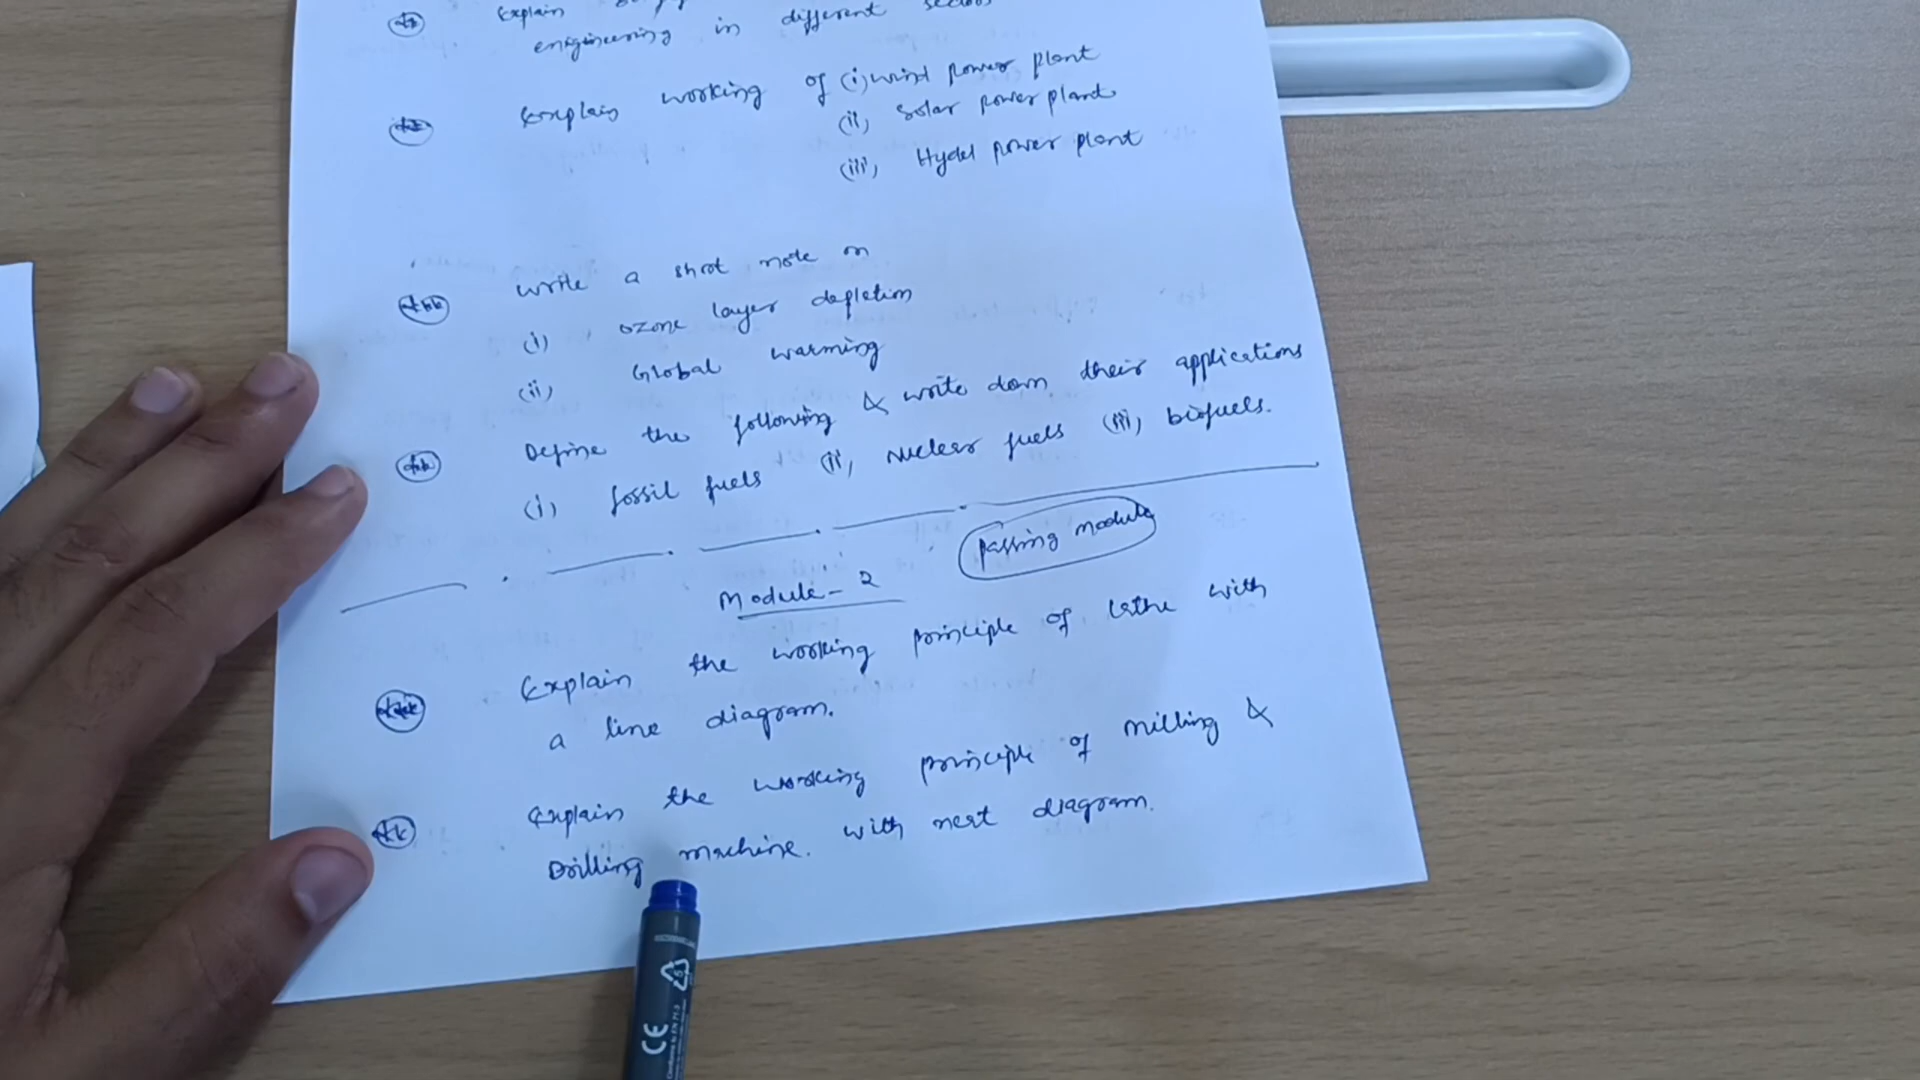 Explain
engineering in different sectors
** Explain working of (i) wind power plant
(ii) Solar power plant
(iii) Hydel power plant
*** write a shrot note on
(i) ozone layer depletion
(ii) Global warming
** Define the following & write down their applications
(i) fossil fuels (ii) nuclear fuels (iii) biofuels.
Module-2 passing module
*** Explain the working principle of lathe with
a line diagram.
** Explain the working principle of milling &
Drilling machine. with neat diagram.
CE